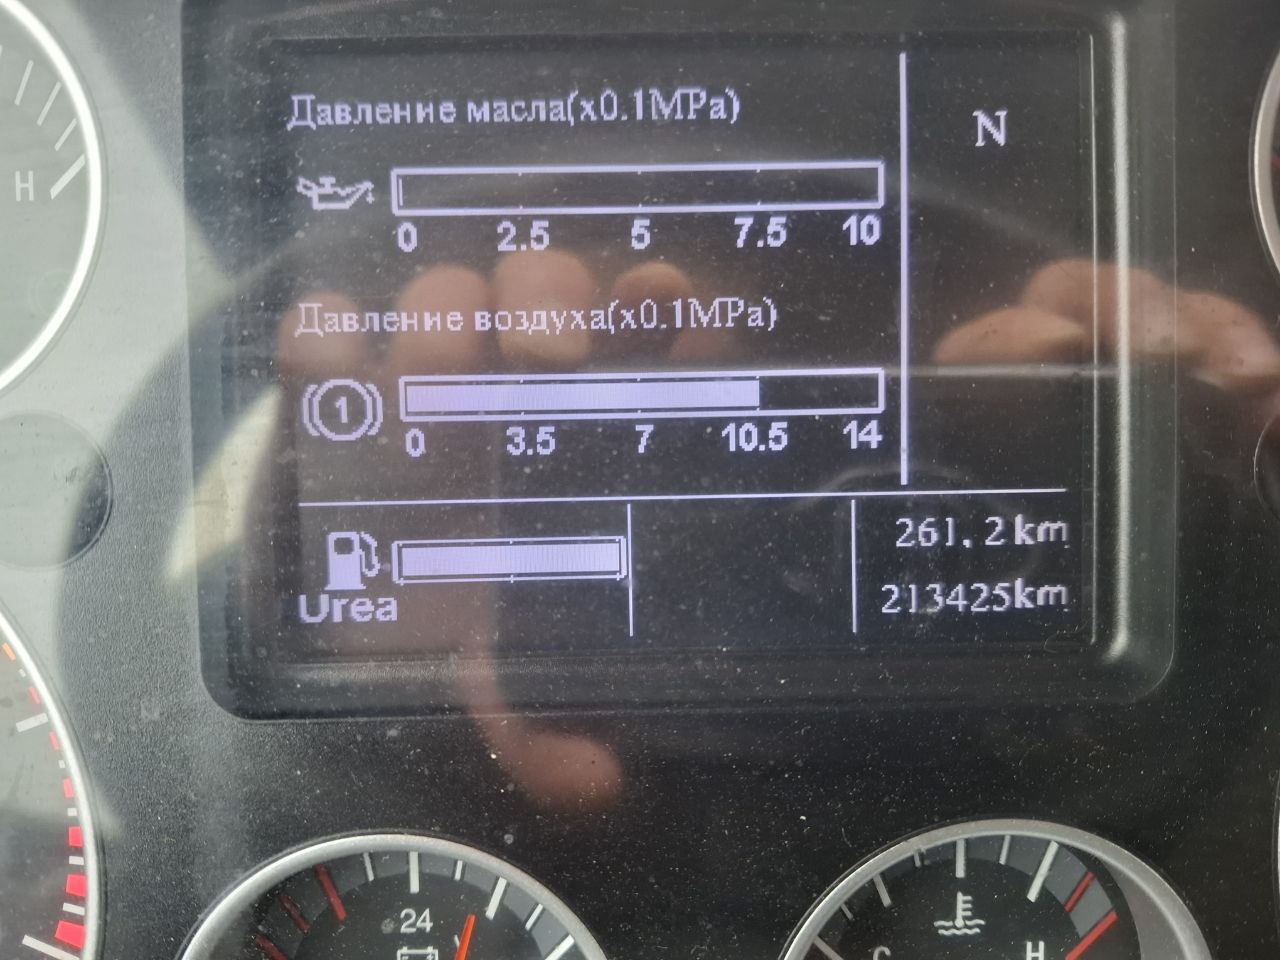 Давление масла(x0.1MPa)
N
0 2.5 5 7.5 10
Давление воздуха(x0.1MPa)
1
0 3.5 7 10.5 14
Urea
261.2km
213425km
H
24
C H